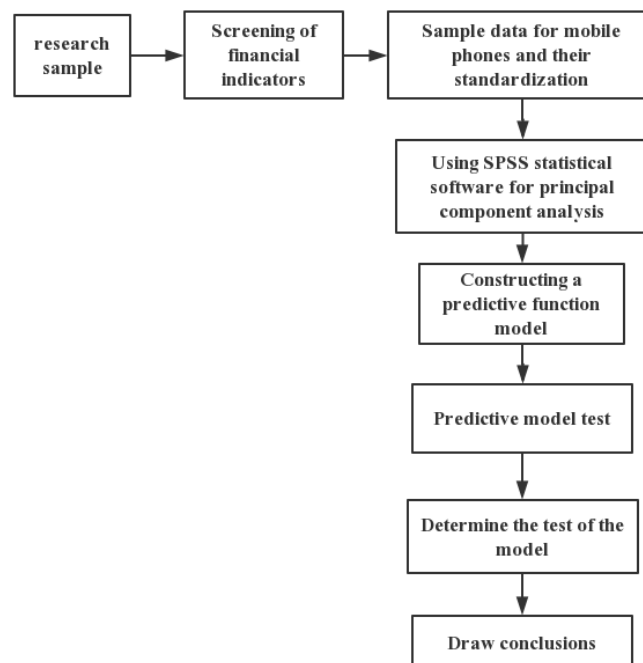 research
sample
Screening of
financial
indicators
Sample data for mobile
phones and their
standardization
Using SPSS statistical
software for principal
component analysis
Constructing a
predictive function
model
Predictive model test
Determine the test of the
model
Draw conclusions